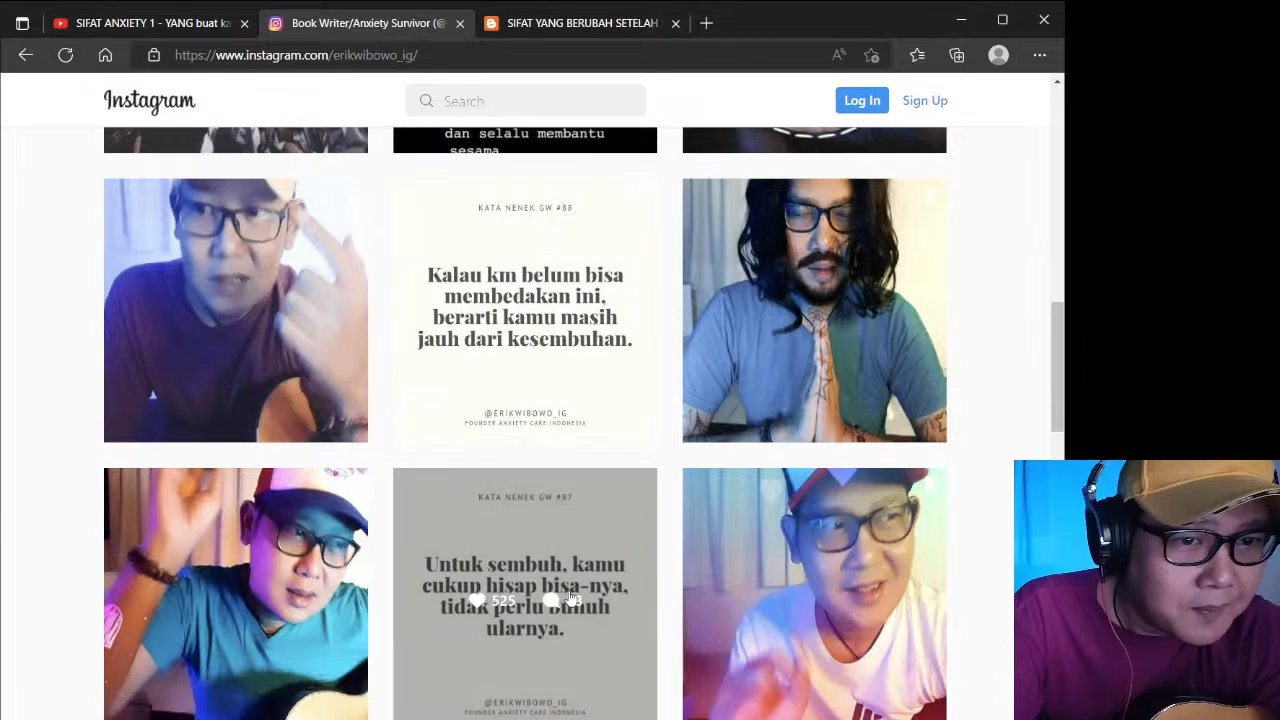 SIFAT ANXIETY 1 - YANG buat ka
Book Writer/Anxiety Survivor (@
SIFAT YANG BERUBAH SETELAH
https://www.instagram.com/erikwibowo_ig/
Instagram
Search
Log In
Sign Up
dan selalu membantu
sesama
KATA NENEK GW #88
Kalau km belum bisa
membedakan ini,
berarti kamu masih
jauh dari kesembuhan.
@ERIKWIBOWO_IG
FOUNDER ANXIETY CARE INDONESIA
KATA NENEK GW #87
Untuk sembuh, kamu
cukup hisap bisa-nya,
525
tidak perlu
ularnya.
@ERIKWIBOWO_IG
FOUNDER ANXIETY CARE INDONESIA